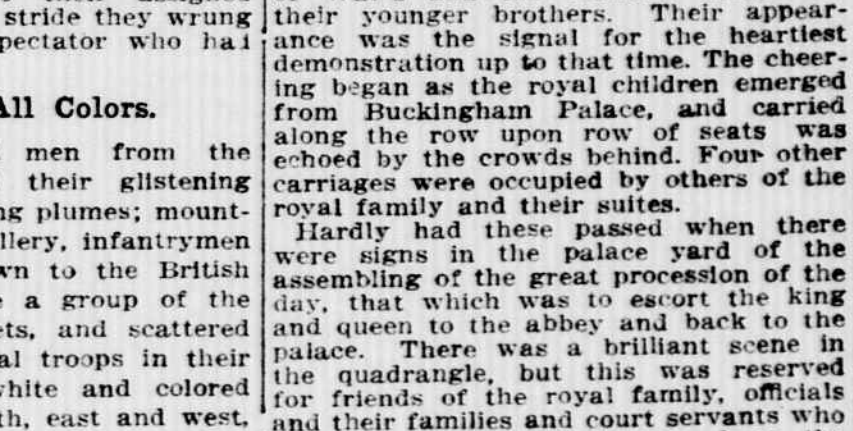 stride they wrung
pectator who had
All Colors.
men from the
their glistening
ng plumes; mount-
llery, infantrymen
wn to the British
e a group of the
ets, and scattered
al troops in their
white and colored
th, east and west,
their younger brothers. Their appear-
ance was the signal for the heartiest
demonstration up to that time. The cheer-
ing began as the royal children emerged
from Buckingham Palace, and carried
along the row upon row of seats was
echoed by the crowds behind. Four other
carriages were occupied by others of the
royal family and their suites.
Hardly had these passed when there
were signs in the palace yard of the
assembling of the great procession of the
day, that which was to escort the king
and queen to the abbey and back to the
palace. There was a brilliant scene in
the quadrangle, but this was reserved
for friends of the royal family, officials
and their families and court servants who